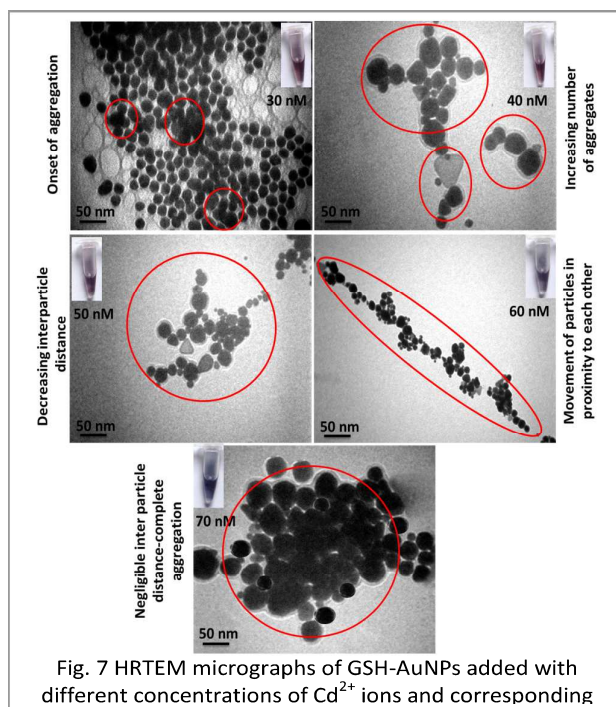 Onset of aggregation
30 nM
50 nm
40 nM
50 nm
Increasing number
of aggregates
Decreasing interparticle
distance
50 nM
50 nm
60 nM
50 nm
Movement of particles in
proximity to each other
Negligible inter particle
distance-complete
aggregation
70 nM
50 nm
Fig. 7 HRTEM micrographs of GSH-AuNPs added with
different concentrations of Cd²⁺ ions and corresponding